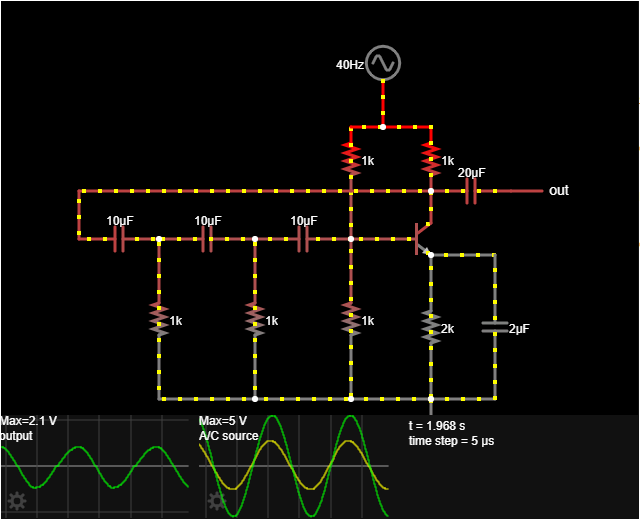 40Hz
1k
1k
20µF
out
10µF
10µF
10µF
1k
1k
1k
2k
2µF
Max=2.1 V
output
Max=5 V
A/C source
t = 1.968 s
time step = 5 µs